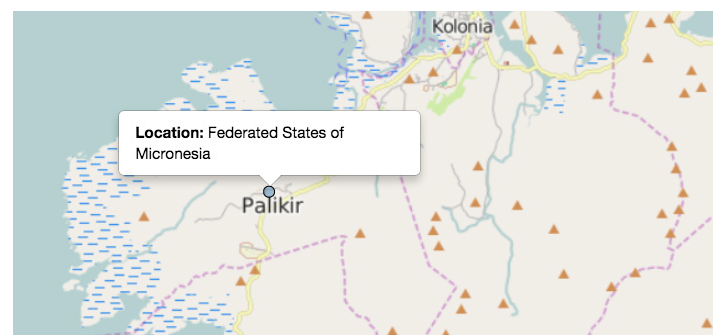 Kolonia
Location: Federated States of
Micronesia
Palikir